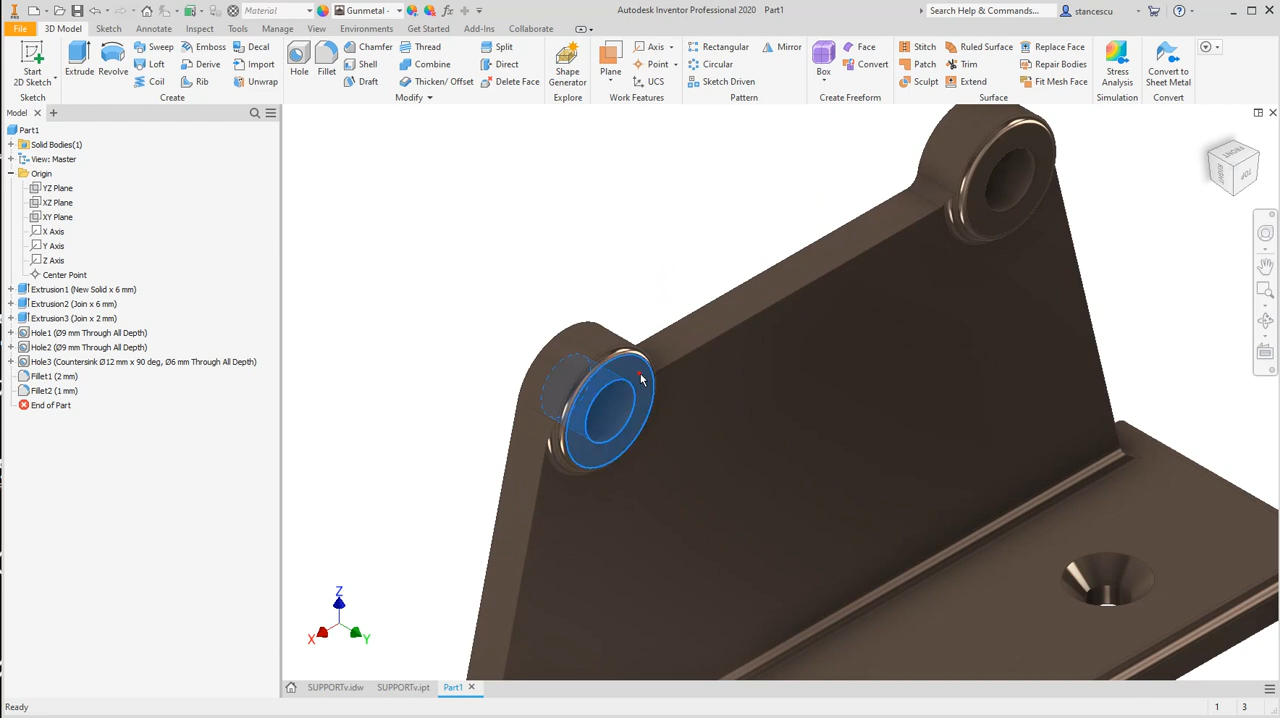 Material
Gunmetal
Autodesk Inventor Professional 2020 Part1
Search Help & Commands...
stancescu
File 3D Model Sketch Annotate Inspect Tools Manage View Environments Get Started Add-Ins Collaborate
Start 2D Sketch
Sketch
Extrude
Revolve
Sweep
Loft
Coil
Emboss
Derive
Rib
Decal
Import
Unwrap
Create
Hole
Fillet
Chamfer
Shell
Draft
Thread
Combine
Thicken/ Offset
Split
Direct
Delete Face
Modify
Shape Generator
Explore
Plane
Axis
Point
UCS
Work Features
Rectangular
Circular
Sketch Driven
Mirror
Pattern
Box
Face
Convert
Create Freeform
Stitch
Patch
Sculpt
Ruled Surface
Trim
Extend
Replace Face
Repair Bodies
Fit Mesh Face
Surface
Stress Analysis
Simulation
Convert to Sheet Metal
Convert
Model
Part1
Solid Bodies(1)
View: Master
Origin
YZ Plane
XZ Plane
XY Plane
X Axis
Y Axis
Z Axis
Center Point
Extrusion1 (New Solid x 6 mm)
Extrusion2 (Join x 6 mm)
Extrusion3 (Join x 2 mm)
Hole1 (Ø9 mm Through All Depth)
Hole2 (Ø9 mm Through All Depth)
Hole3 (Countersink Ø12 mm x 90 deg, Ø6 mm Through All Depth)
Fillet1 (2 mm)
Fillet2 (1 mm)
End of Part
FRONT
RIGHT
TOP
Z
X
Y
SUPPORTv.idw SUPPORTv.ipt Part1
Ready
1 3